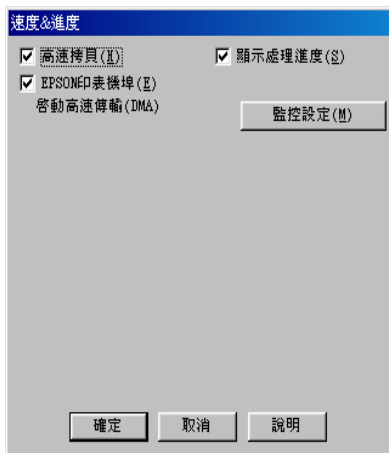 速度&進度
高速拷貝(X)
顯示處理進度(S)
EPSON印表機埠(E)
啓動高速傳輸(DMA)
監控設定(M)
確定
取消
說明